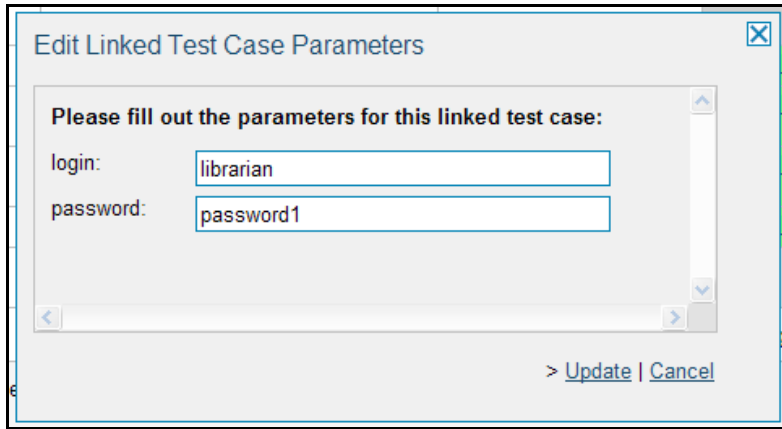 Edit Linked Test Case Parameters
Please fill out the parameters for this linked test case:
login: librarian
password: password1
> Update | Cancel